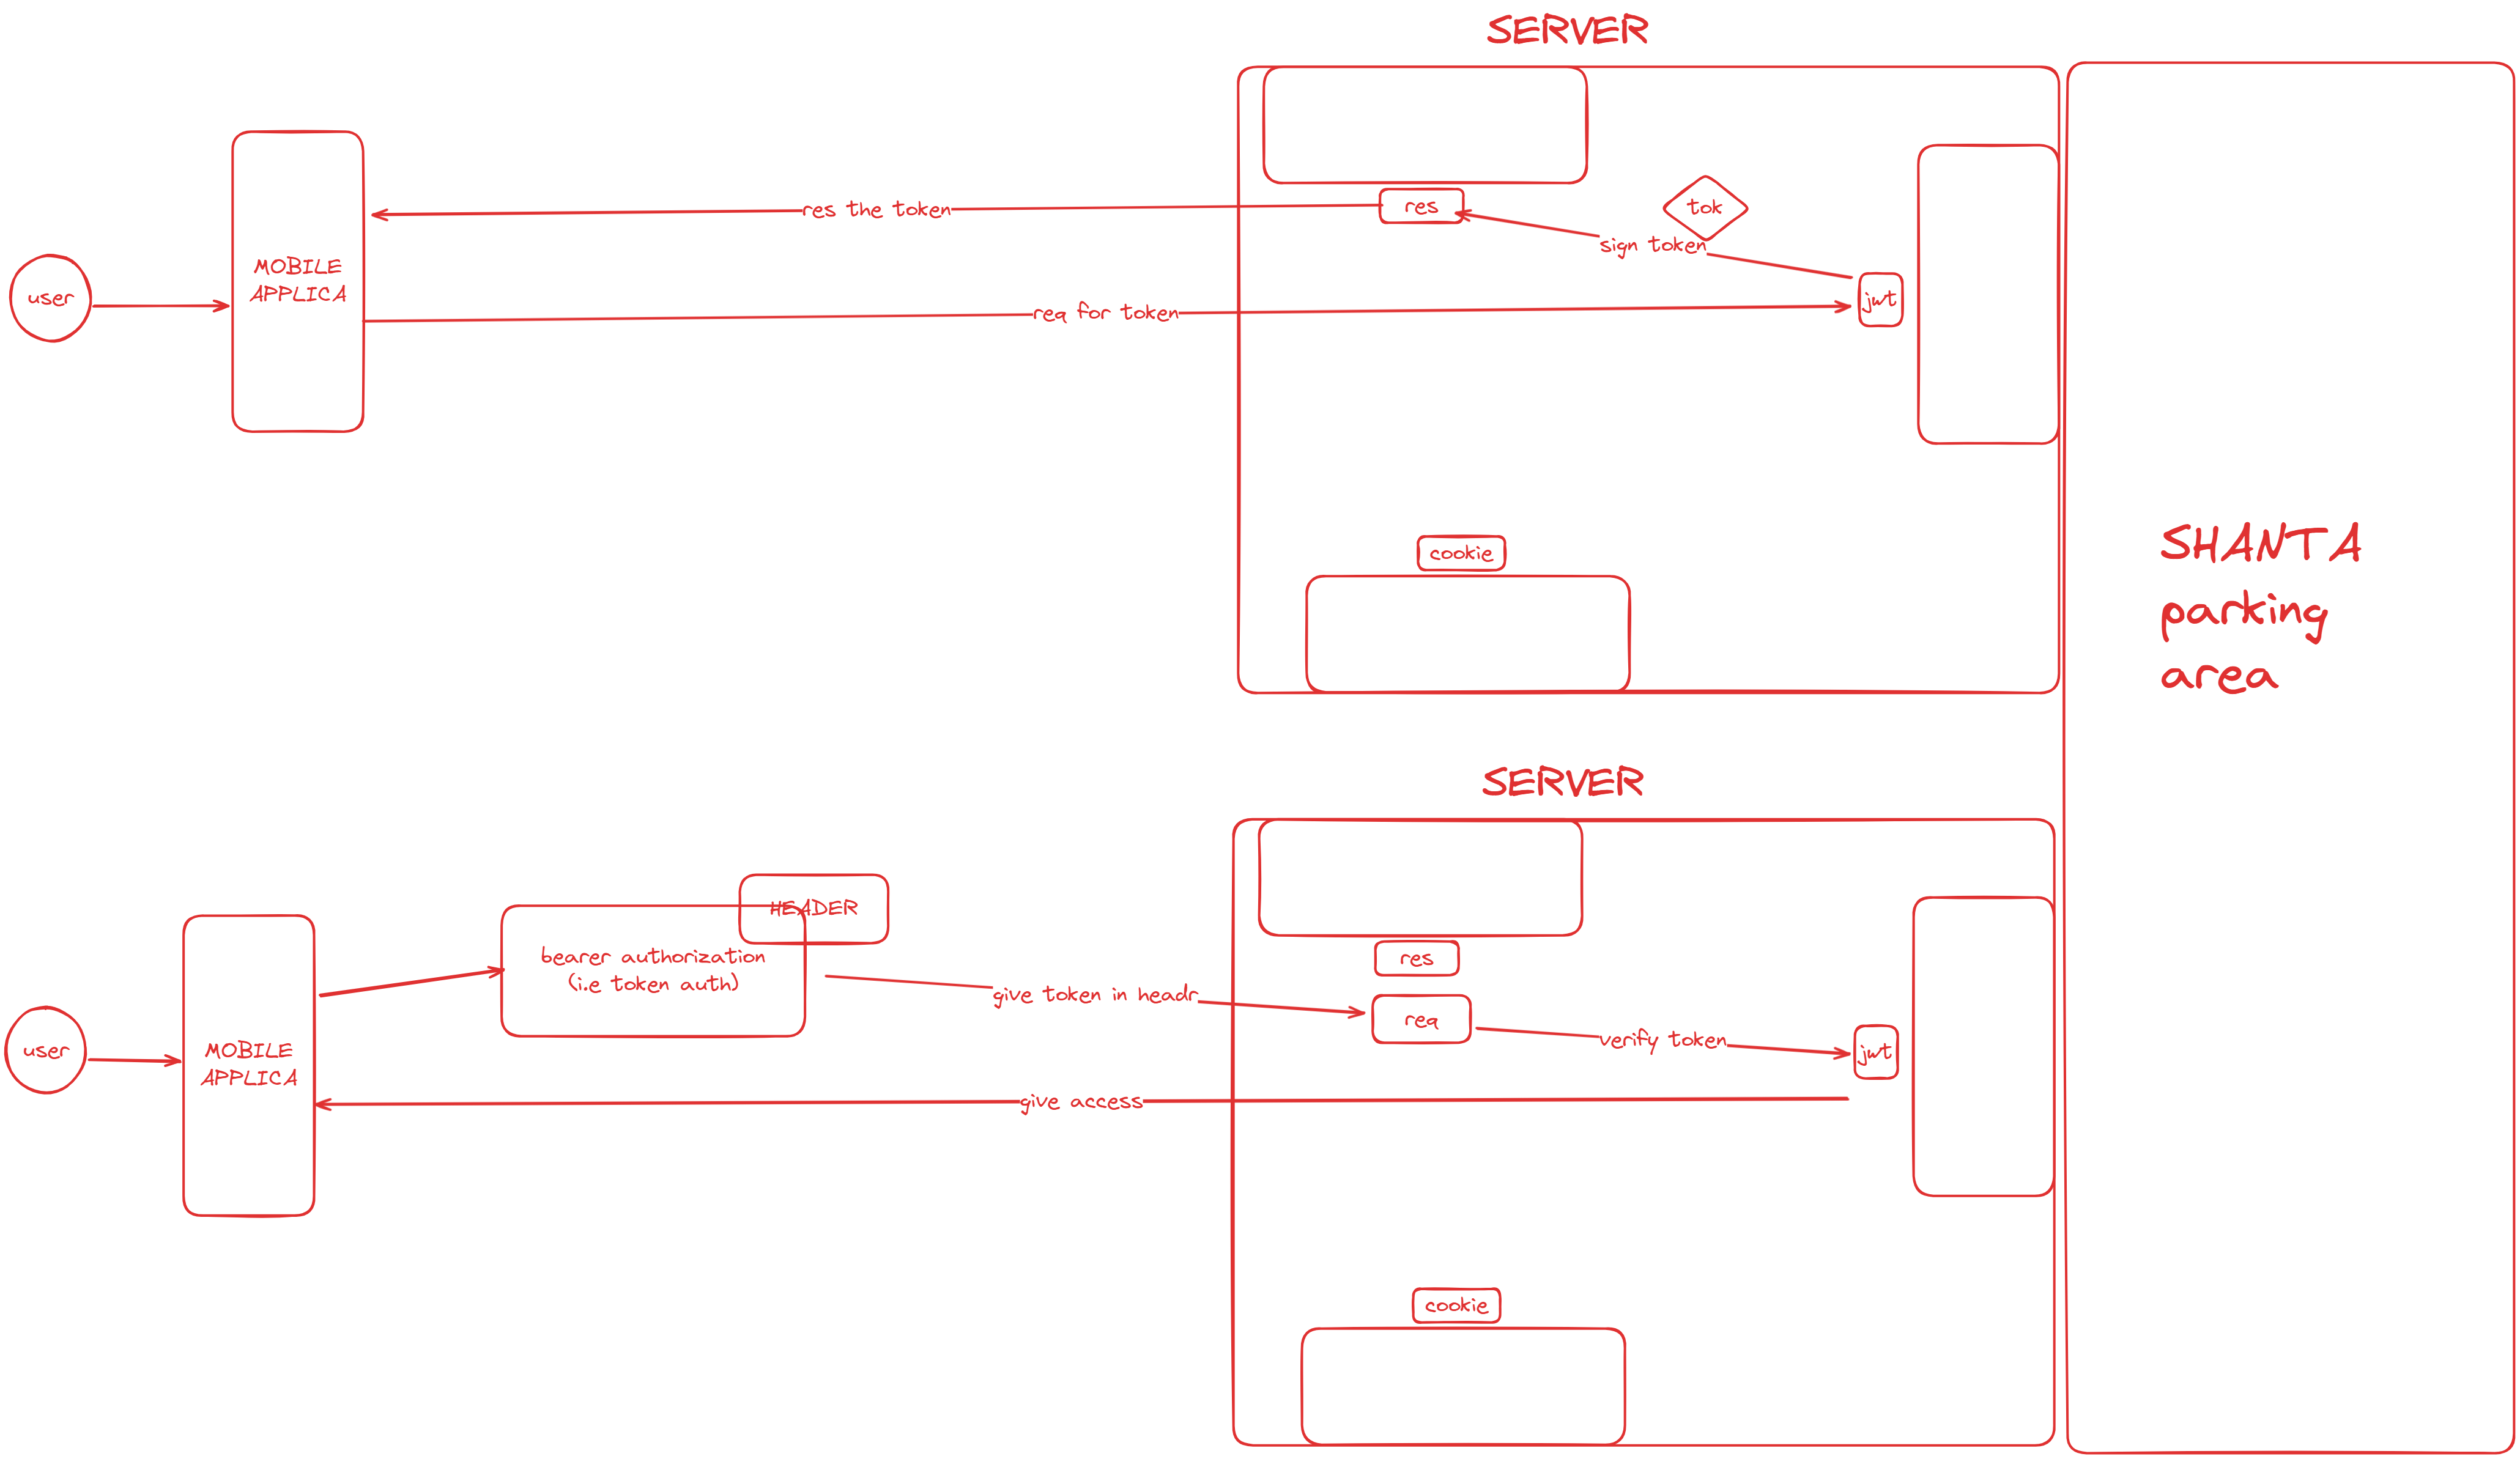 SERVER
res the token
res
tok
sign token
MOBILE
APPLICA
user
req for token
jwt
cookie
SHANTA
parking
area
SERVER
HEADER
bearer authorization
(i.e token auth)
res
give token in headr
req
verify token
user
MOBILE
APPLICA
jwt
give access
cookie